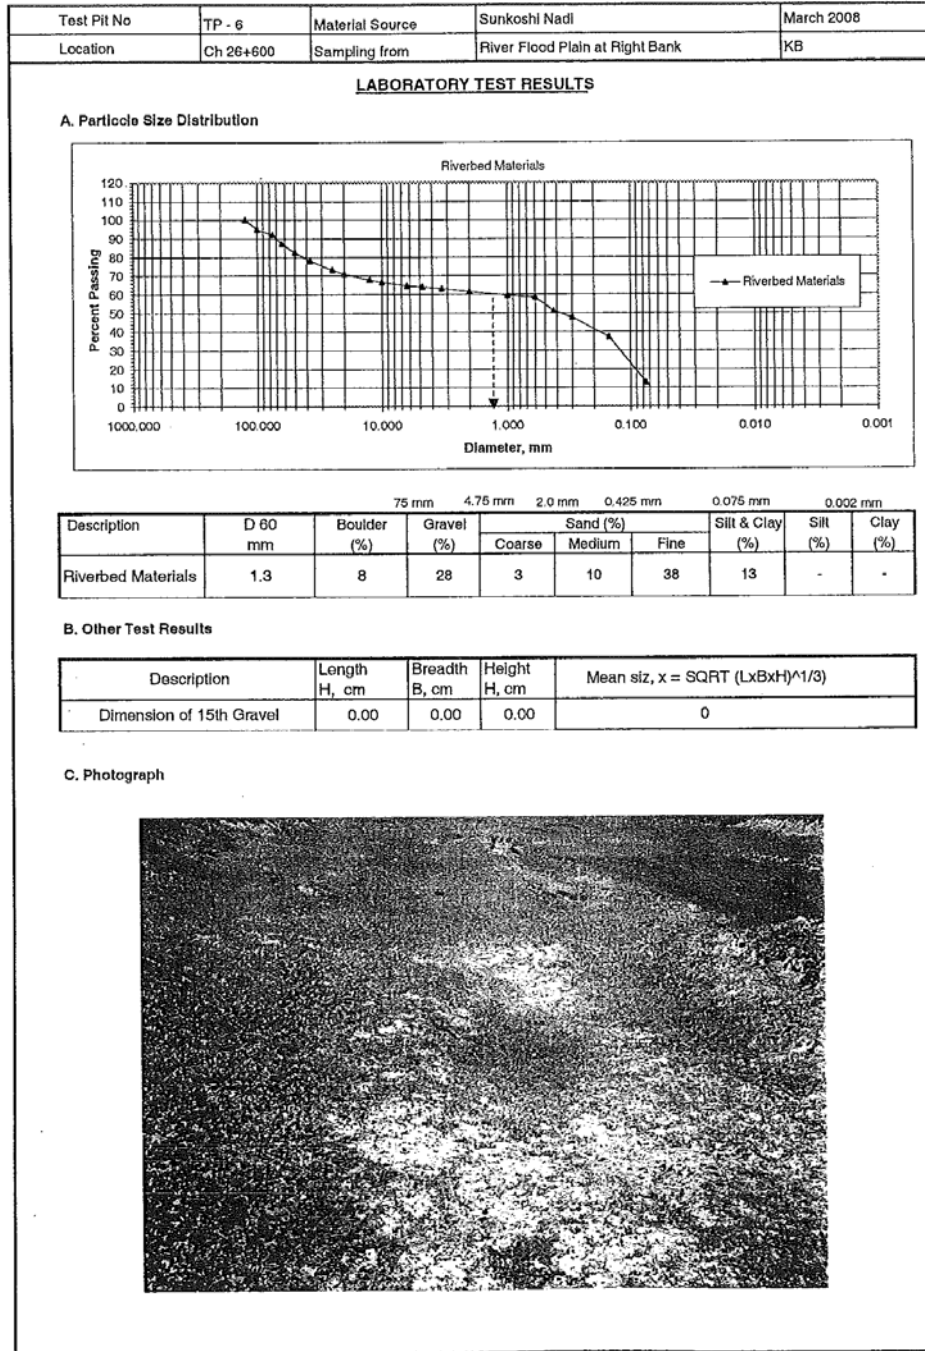 Test Pit No TP - 6 Material Source Sunkoshi Nadi March 2008
Location Ch 26+600 Sampling from River Flood Plain at Right Bank KB
LABORATORY TEST RESULTS
A. Particcle Size Distribution
Riverbed Materials
120
110
100
90
80
70
60
50
40
30
20
10
0
Percent Passing
Riverbed Materials
1000.000 100.000 10.000 1.000 0.100 0.010 0.001
Diameter, mm
75 mm 4.75 mm 2.0 mm 0.425 mm 0.075 mm 0.002 mm
Description D 60 Boulder Gravel Sand (%) Silt & Clay Silt Clay
mm (%) (%) Coarse Medium Fine (%) (%) (%)
Riverbed Materials 1.3 8 28 3 10 38 13 - -
B. Other Test Results
Description Length Breadth Height Mean siz, x = SQRT (LxBxH)^1/3)
H, cm B, cm H, cm
Dimension of 15th Gravel 0.00 0.00 0.00 0
C. Photograph